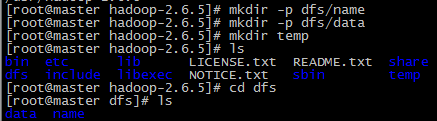 [root@master hadoop-2.6.5]# mkdir -p dfs/name
[root@master hadoop-2.6.5]# mkdir -p dfs/data
[root@master hadoop-2.6.5]# mkdir temp
[root@master hadoop-2.6.5]# ls
bin etc lib LICENSE.txt README.txt share
dfs include libexec NOTICE.txt sbin temp
[root@master hadoop-2.6.5]# cd dfs
[root@master dfs]# ls
data name